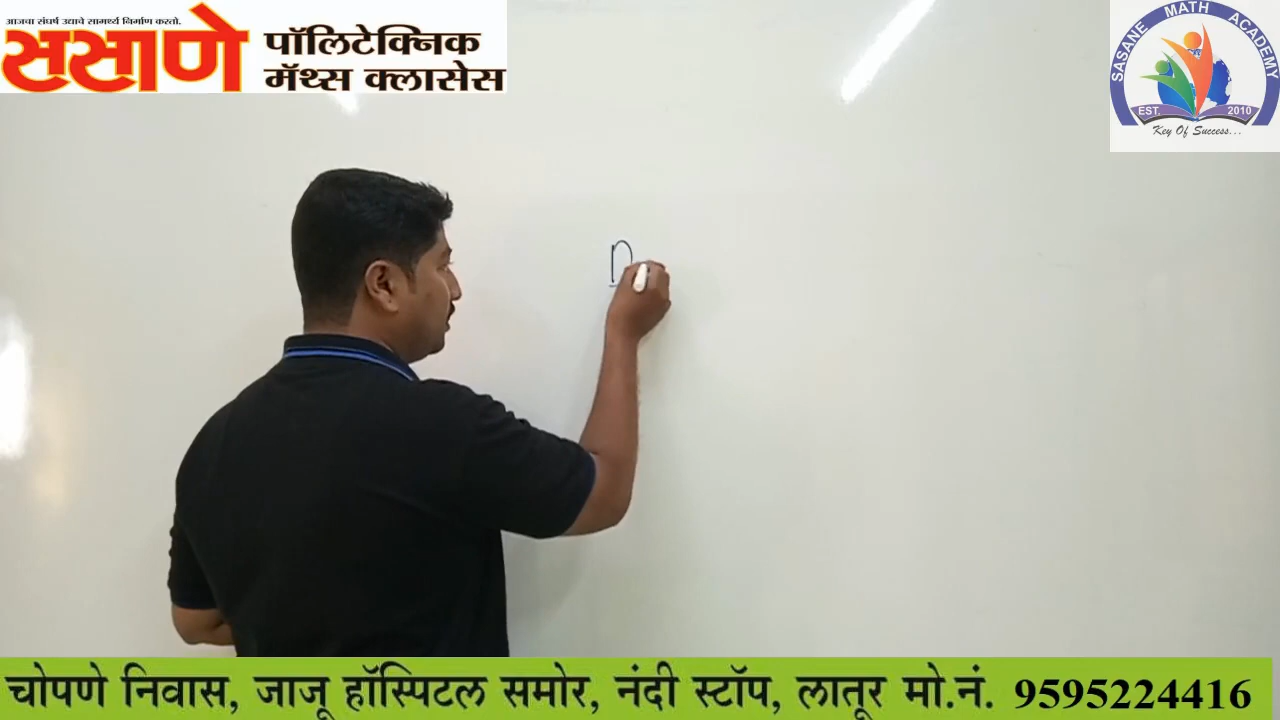 आजचा संघर्ष उद्याचे सामर्थ्य निर्माण करतो.
ससाणे
पॉलिटेक्निक
मॅथ्स क्लासेस
SASANE MATH ACADEMY
EST. 2010
Key Of Success...
n
चोपणे निवास, जाजू हॉस्पिटल समोर, नंदी स्टॉप, लातूर मो.नं. 9595224416